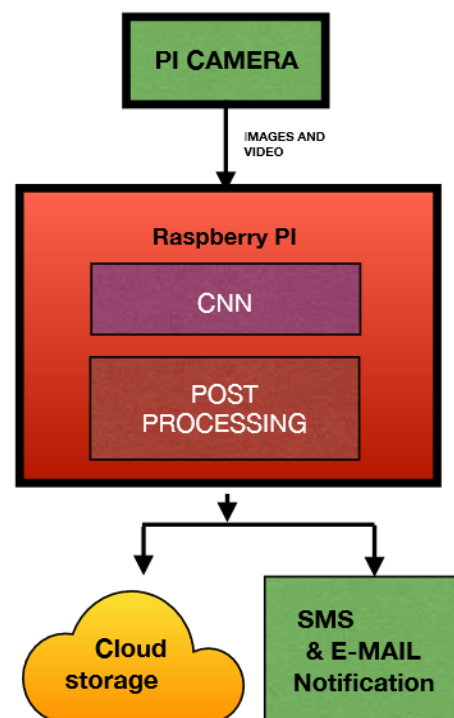 PI CAMERA
IMAGES AND
VIDEO
Raspberry PI
CNN
POST
PROCESSING
Cloud
storage
SMS
& E-MAIL
Notification